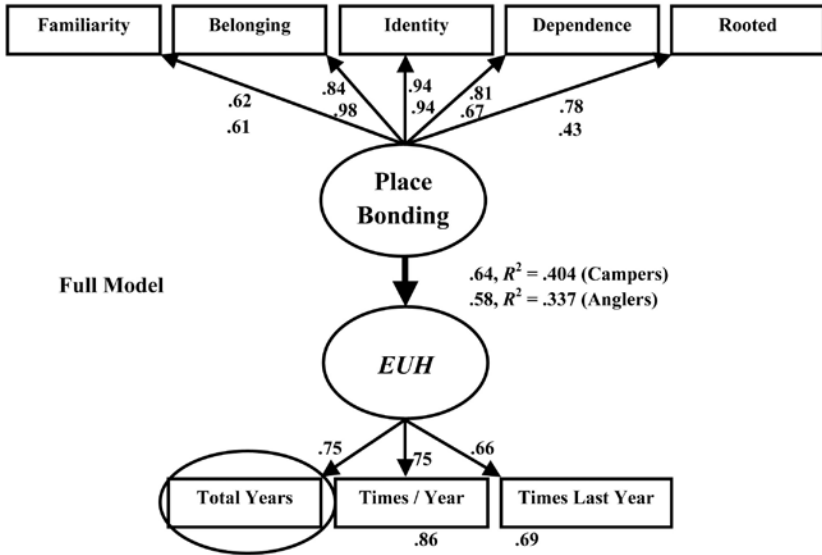 Familiarity Belonging Identity Dependence Rooted
.62 .84 .94 .81 .78
.61 .98 .94 .67 .43
Place
Bonding
.64, R² = .404 (Campers)
.58, R² = .337 (Anglers)
Full Model
EUH
.75 75 .66
Total Years Times / Year Times Last Year
.86 .69